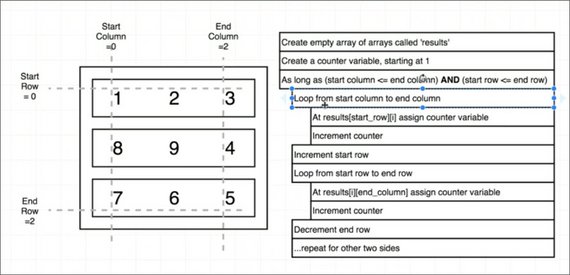 Start
Column
=0
End
Column
=2
Start
Row
= 0
1 2 3
8 9 4
7 6 5
End
Row
=2
Create empty array of arrays called 'results'
Create a counter variable, starting at 1
As long as (start column <= end column) AND (start row <= end row)
Loop from start column to end column
At results[start_row][i] assign counter variable
Increment counter
Increment start row
Loop from start row to end row
At results[i][end_column] assign counter variable
Increment counter
Decrement end row
...repeat for other two sides